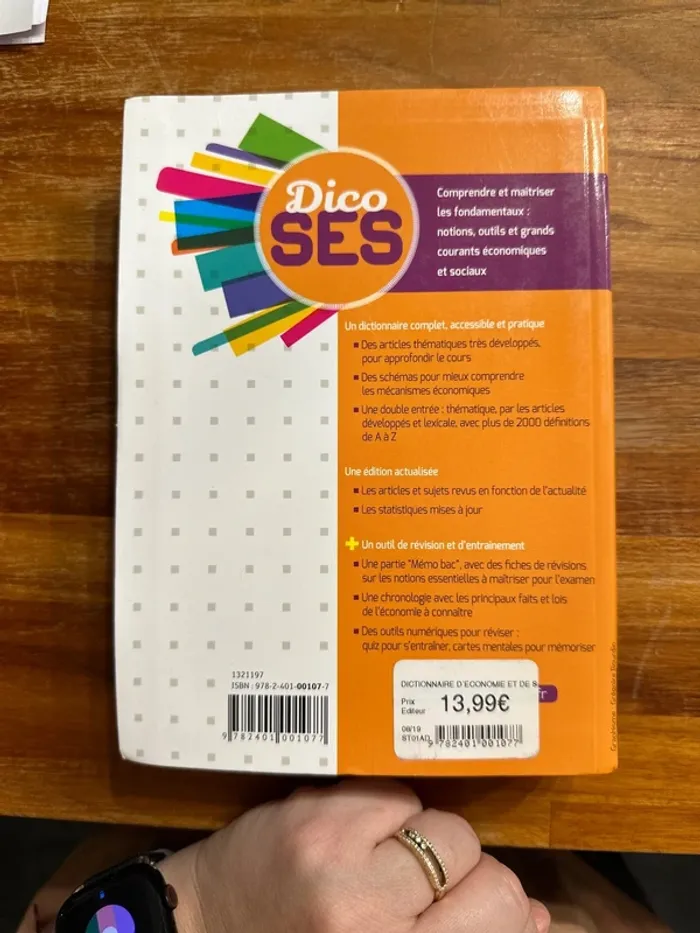 Dico
SES
Comprendre et maîtriser
les fondamentaux :
notions, outils et grands
courants économiques
et sociaux
Un dictionnaire complet, accessible et pratique
Des articles thématiques très développés,
pour approfondir le cours
Des schémas pour mieux comprendre
les mécanismes économiques
Une double entrée : thématique, par les articles
développés et lexicale, avec plus de 2000 définitions
de A à Z
Une édition actualisée
Les articles et sujets revus en fonction de l'actualité
Les statistiques mises à jour
+ Un outil de révision et d'entraînement
Une partie "Mémo bac", avec des fiches de révisions
sur les notions essentielles à maîtriser pour l'examen
Une chronologie avec les principaux faits et lois
de l'économie à connaître
Des outils numériques pour réviser :
quiz pour s'entraîner, cartes mentales pour mémoriser
1321197
ISBN : 978-2-401-00107-7
9 782401 001077
DICTIONNAIRE D'ECONOMIE ET DE S
Prix
Editeur
13,99€
08/19
ST01AD
9 782401 001077
fr
Graphisme :